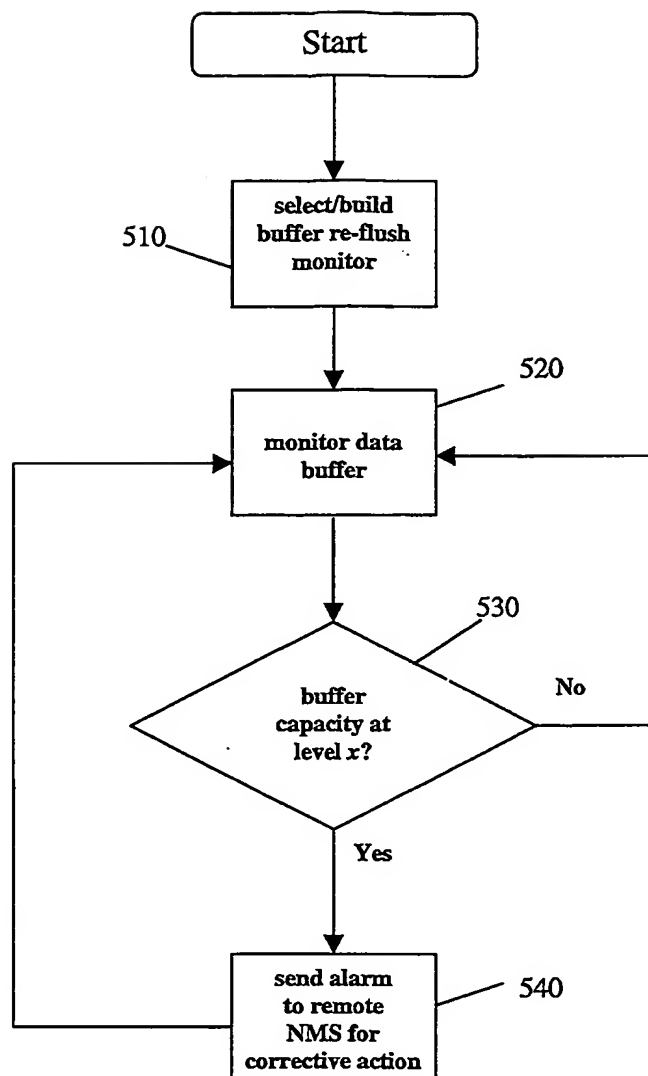 Start
select/build
buffer re-flush
monitor
510
520
monitor data
buffer
530
buffer
capacity at
level x?
No
Yes
send alarm
to remote
NMS for
corrective action
540